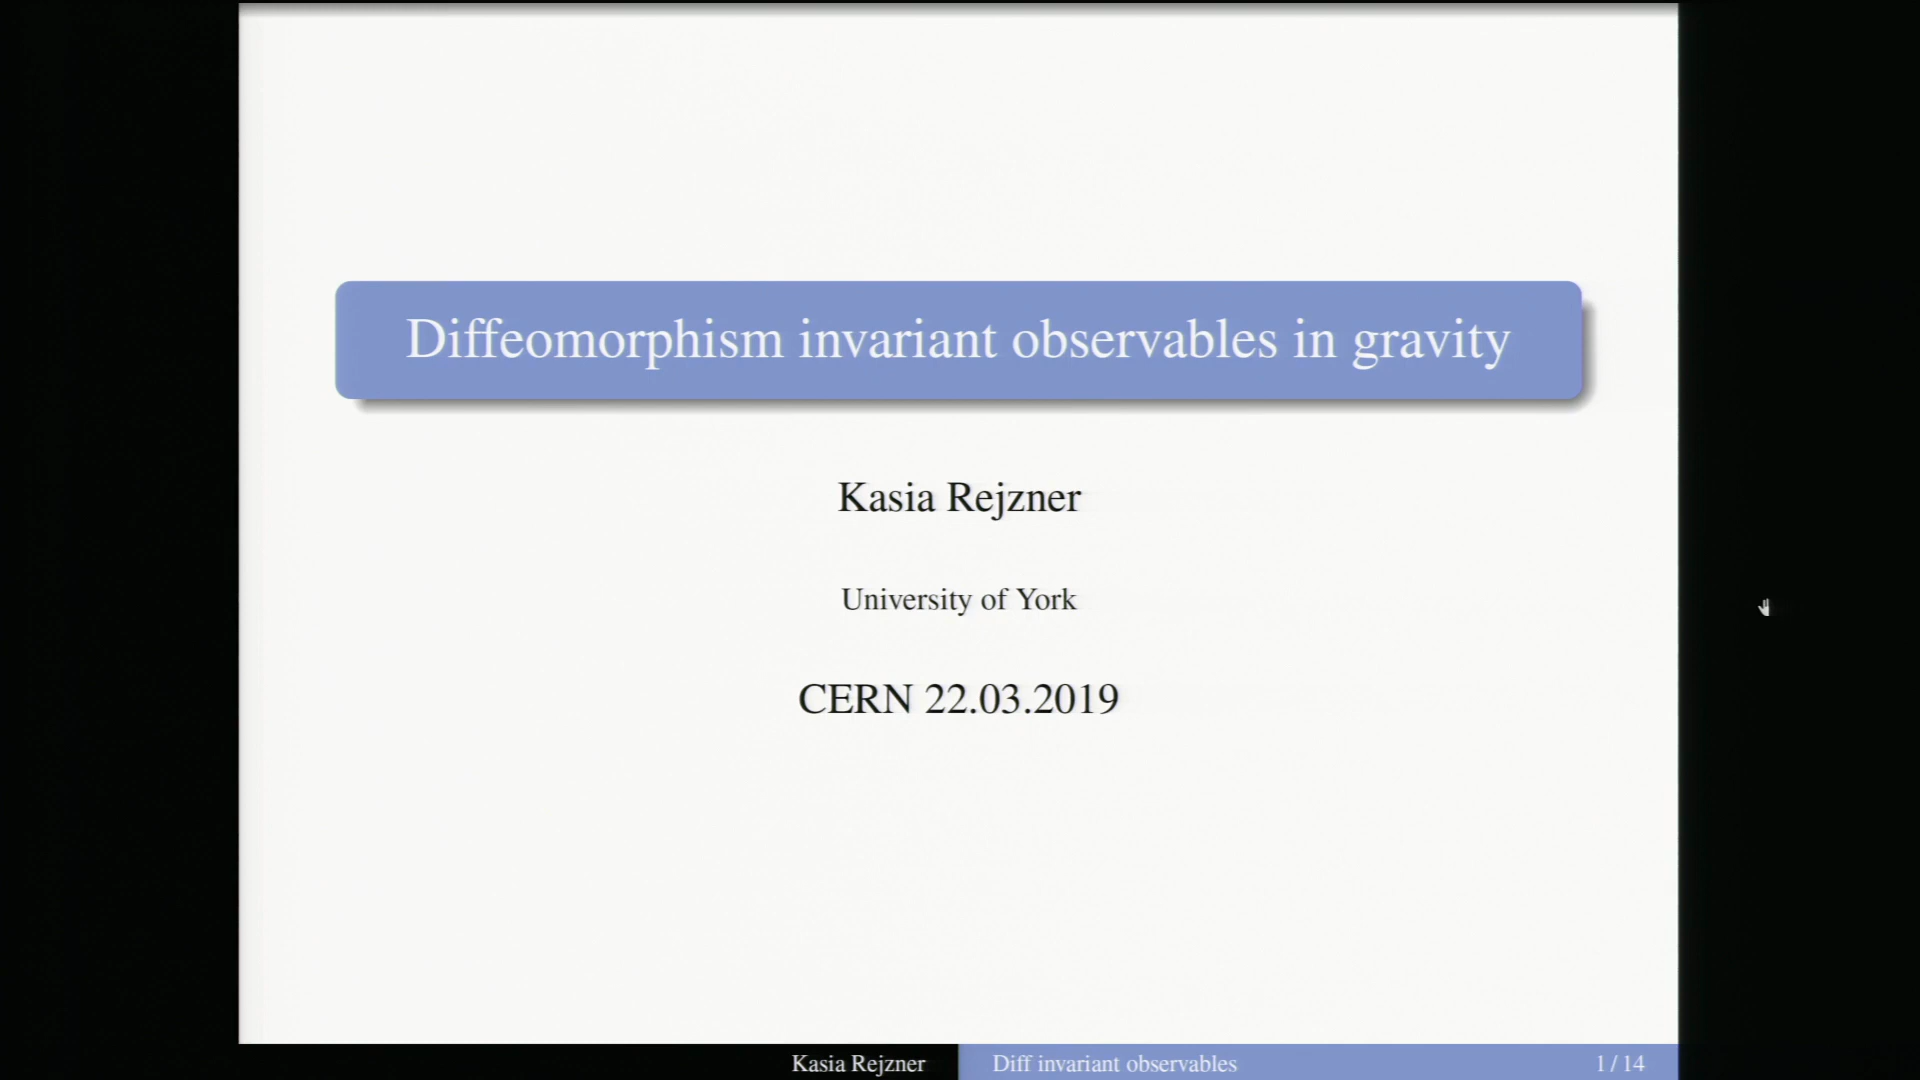 Diffeomorphism invariant observables in gravity
Kasia Rejzner
University of York
CERN 22.03.2019
Kasia Rejzner
Diff invariant observables
1 / 14